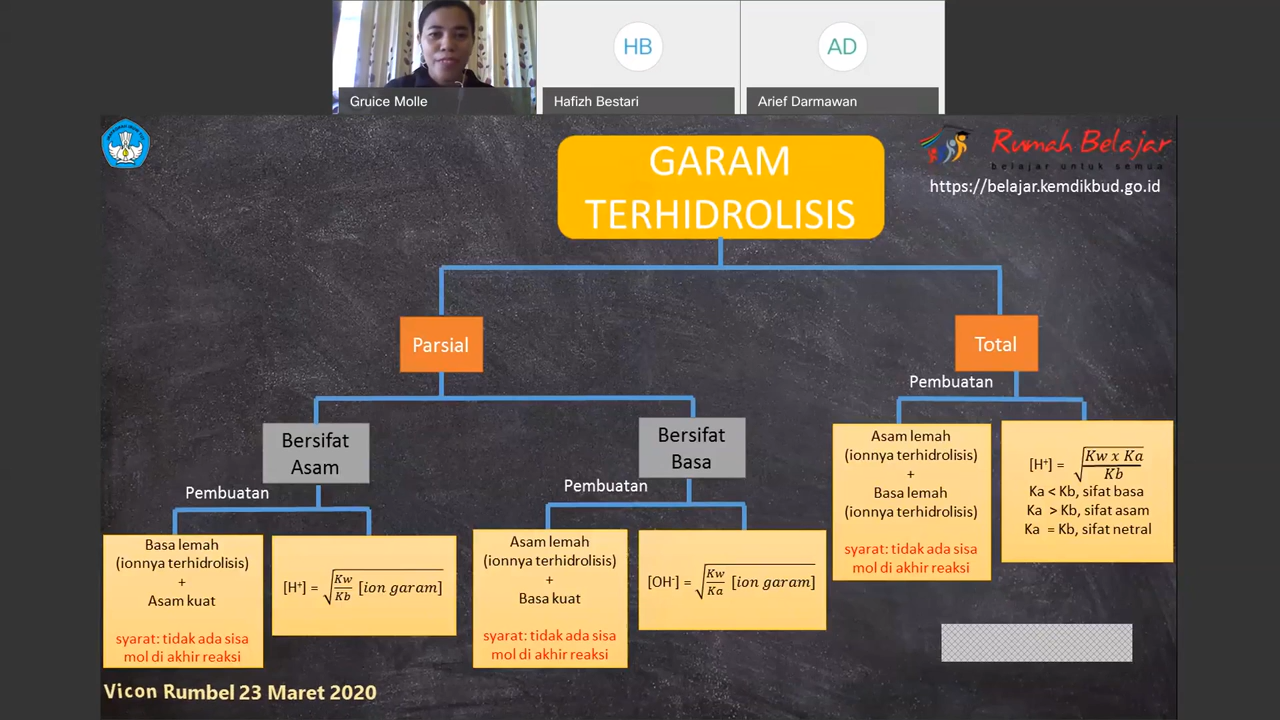 HB
AD
Gruice Molle
Hafizh Bestari
Arief Darmawan
GARAM
TERHIDROLISIS
Rumah Belajar
belajar untuk semua
https://belajar.kemdikbud.go.id
Parsial
Total
Pembuatan
Bersifat
Asam
Bersifat
Basa
Asam lemah
(ionnya terhidrolisis)
+
Basa lemah
(ionnya terhidrolisis)
syarat: tidak ada sisa
mol di akhir reaksi
[H⁺] = √(Kw x Ka / Kb)
Ka < Kb, sifat basa
Ka > Kb, sifat asam
Ka = Kb, sifat netral
Pembuatan
Pembuatan
Basa lemah
(ionnya terhidrolisis)
+
Asam kuat
syarat: tidak ada sisa
mol di akhir reaksi
[H⁺] = √(Kw/Kb [ion garam])
Asam lemah
(ionnya terhidrolisis)
+
Basa kuat
syarat: tidak ada sisa
mol di akhir reaksi
[OH⁻] = √(Kw/Ka [ion garam])
Vicon Rumbel 23 Maret 2020